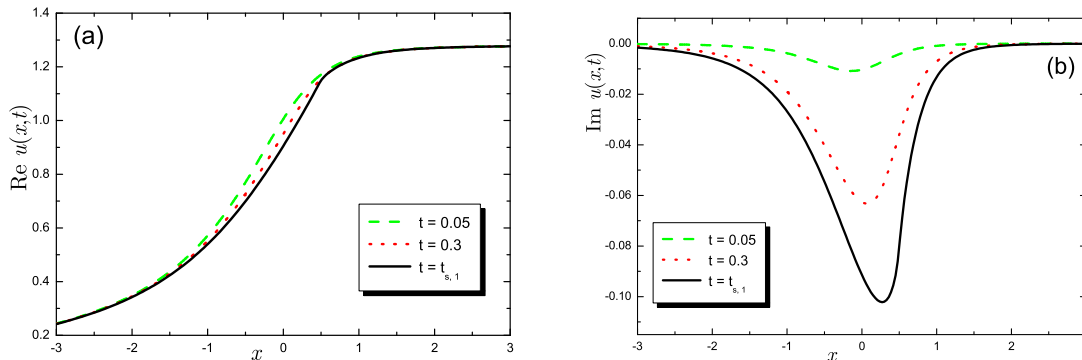 (a)
Re u(x,t)
1.4
1.2
1.0
0.8
0.6
0.4
0.2
t = 0.05
t = 0.3
t = t_{s, 1}
-3 -2 -1 0 1 2 3
x
(b)
Im u(x,t)
0.00
-0.02
-0.04
-0.06
-0.08
-0.10
t = 0.05
t = 0.3
t = t_{s, 1}
-3 -2 -1 0 1 2
x